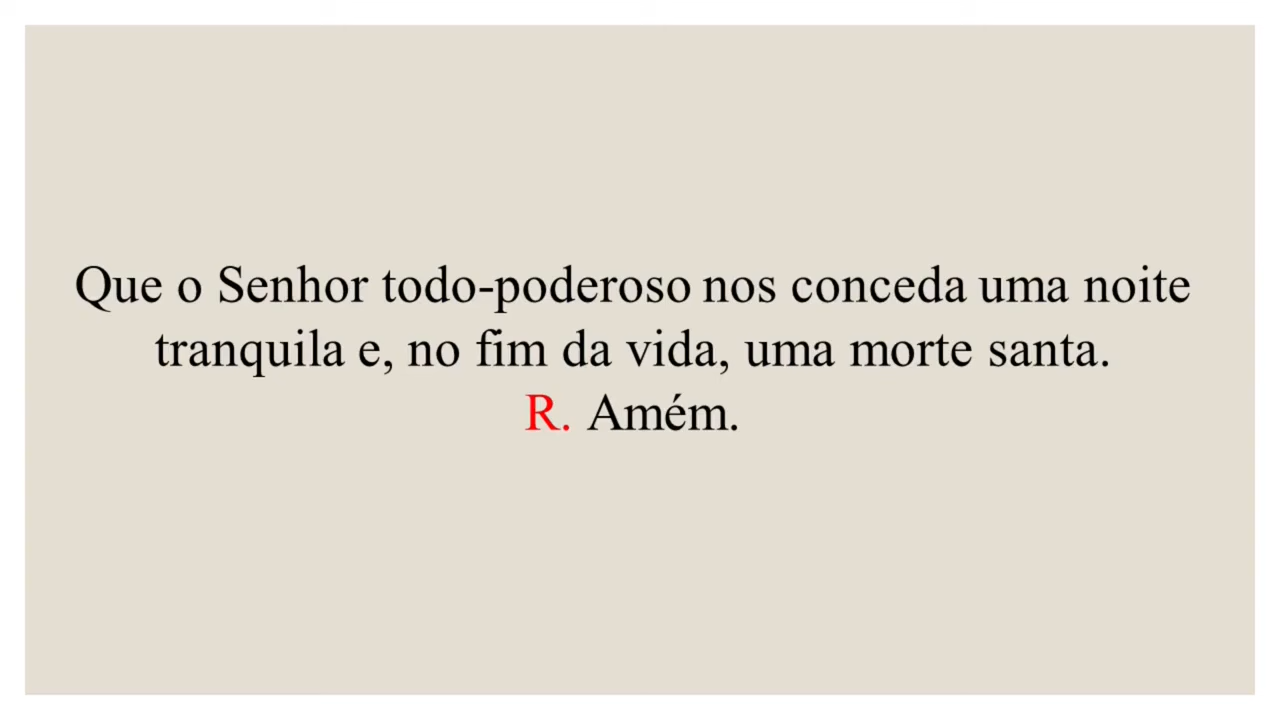 Que o Senhor todo-poderoso nos conceda uma noite
tranquila e, no fim da vida, uma morte santa.
R. Amém.